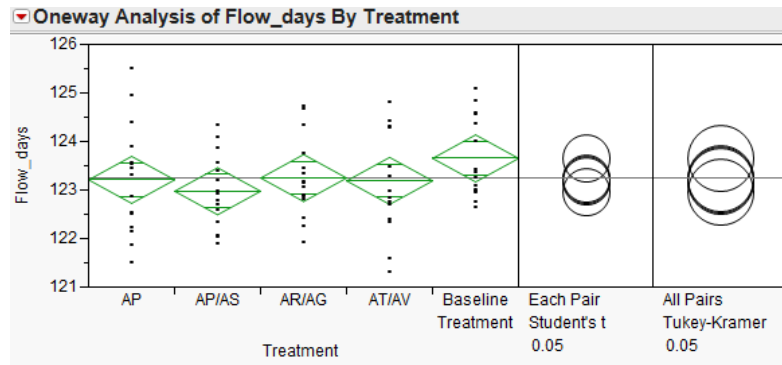 Oneway Analysis of Flow_days By Treatment
126
125
124
123
122
121
Flow_days
AP
AP/AS
AR/AG
AT/AV
Baseline
Treatment
Treatment
Each Pair
Student's t
0.05
All Pairs
Tukey-Kramer
0.05